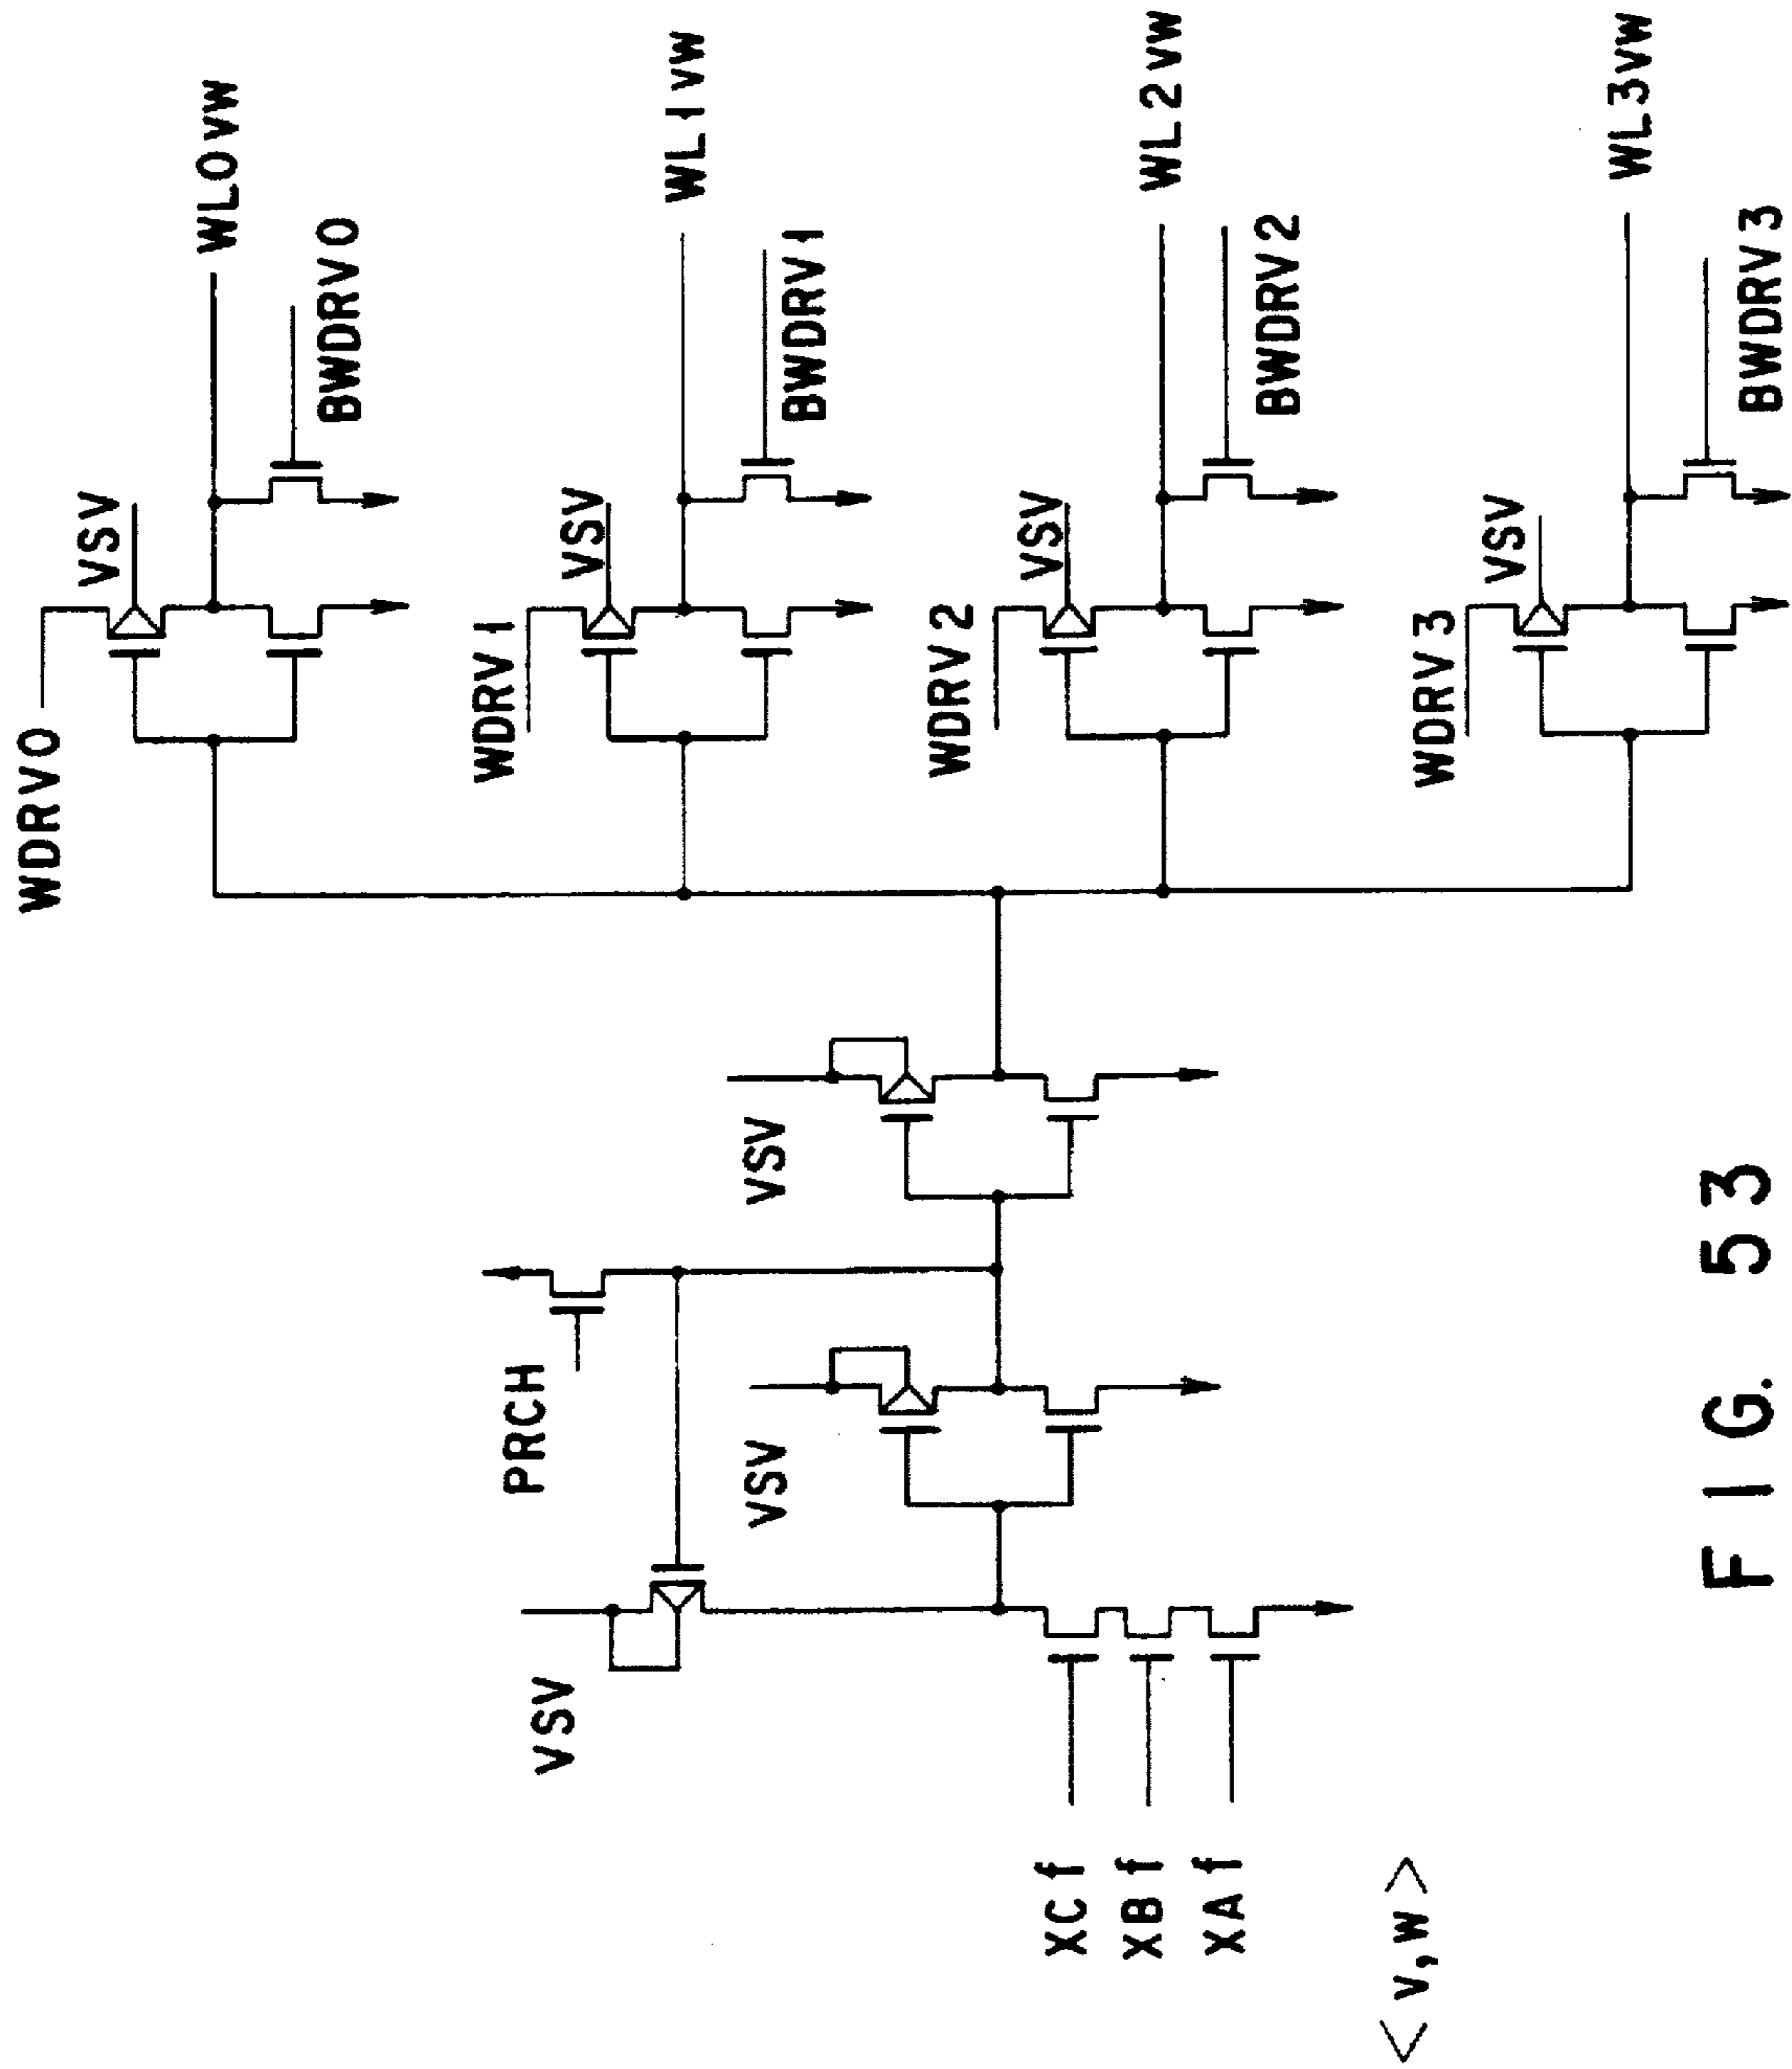 WDRV0
VSV
WL0vw
BWDRV0
WDRV1
VSV
WL1vw
BWDRV1
WDRV2
VSV
WL2vw
BWDRV2
WDRV3
VSV
WL3vw
BWDRV3
VSV
PRCH
VSV
VSV
XCf
XBf
XAf
<v,w>
FIG. 53